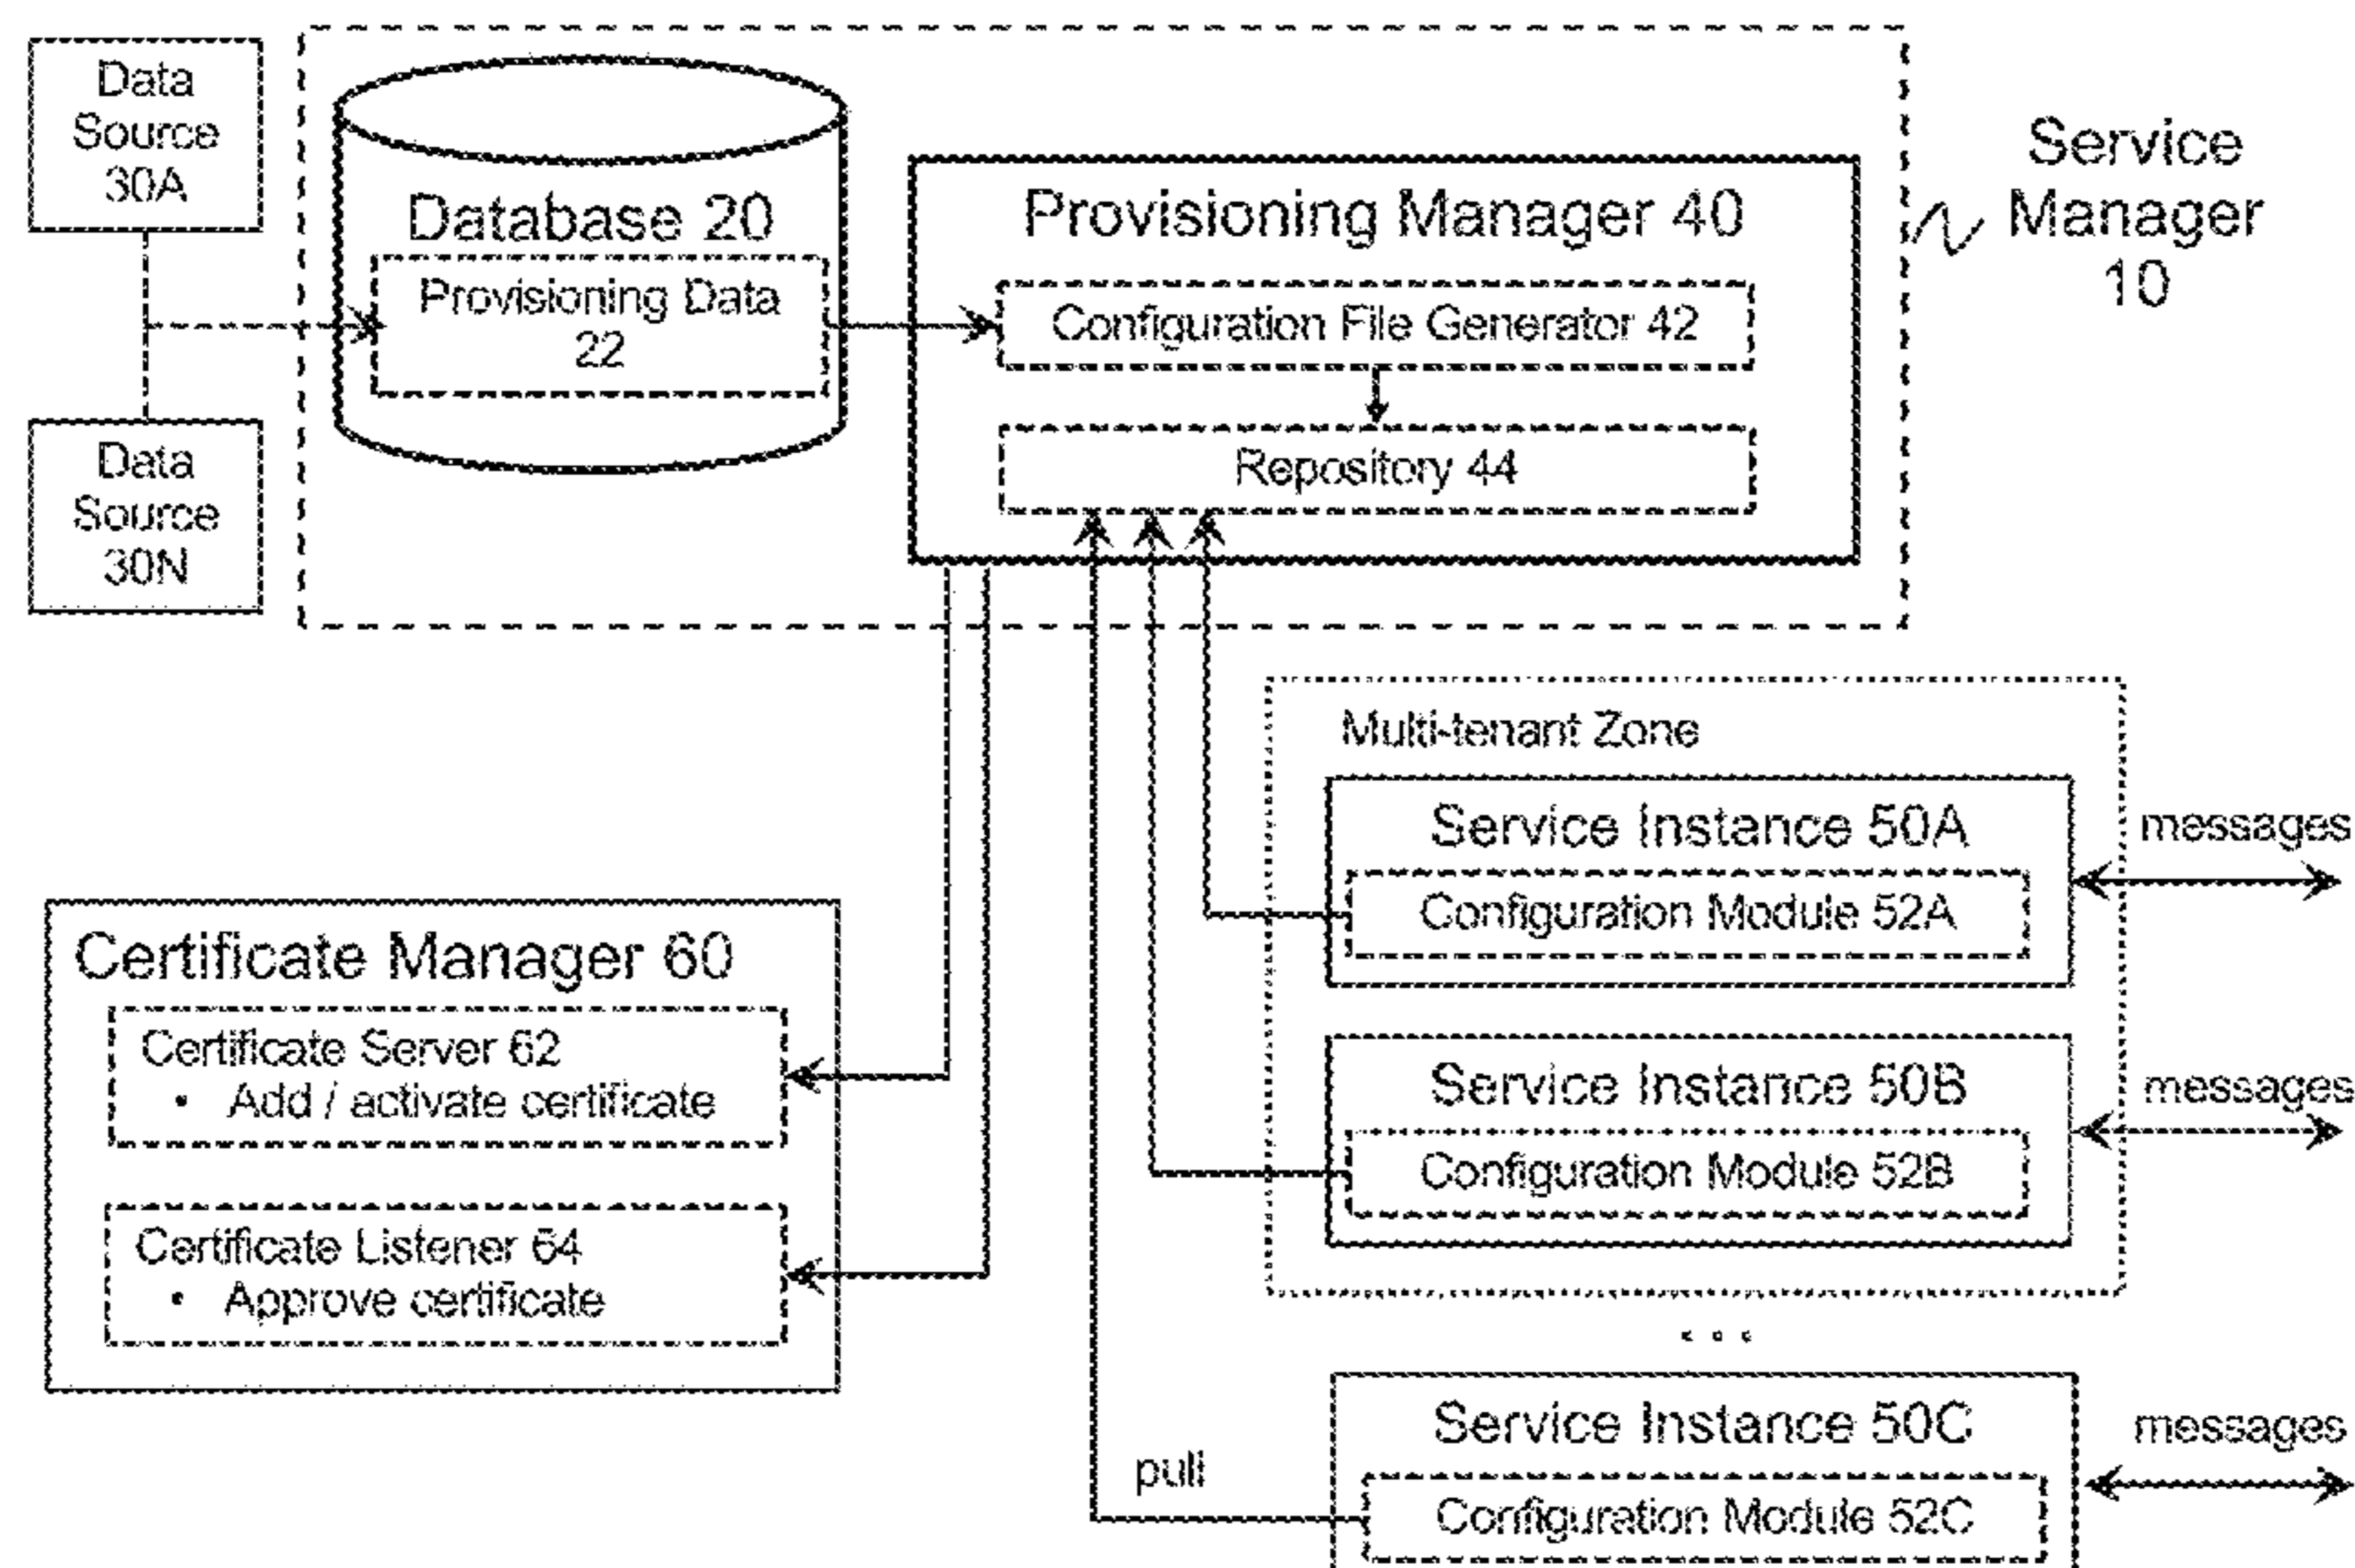 Data
Source
30A
Database 20
Provisioning Data
22
Data
Source
30N
Provisioning Manager 40
Configuration File Generator 42
Repository 44
Service
Manager
10
Multi-tenant Zone
Service Instance 50A
Configuration Module 52A
messages
Service Instance 50B
Configuration Module 52B
messages
. . .
Service Instance 50C
Configuration Module 52C
messages
pull
Certificate Manager 60
Certificate Server 62
• Add / activate certificate
Certificate Listener 64
• Approve certificate